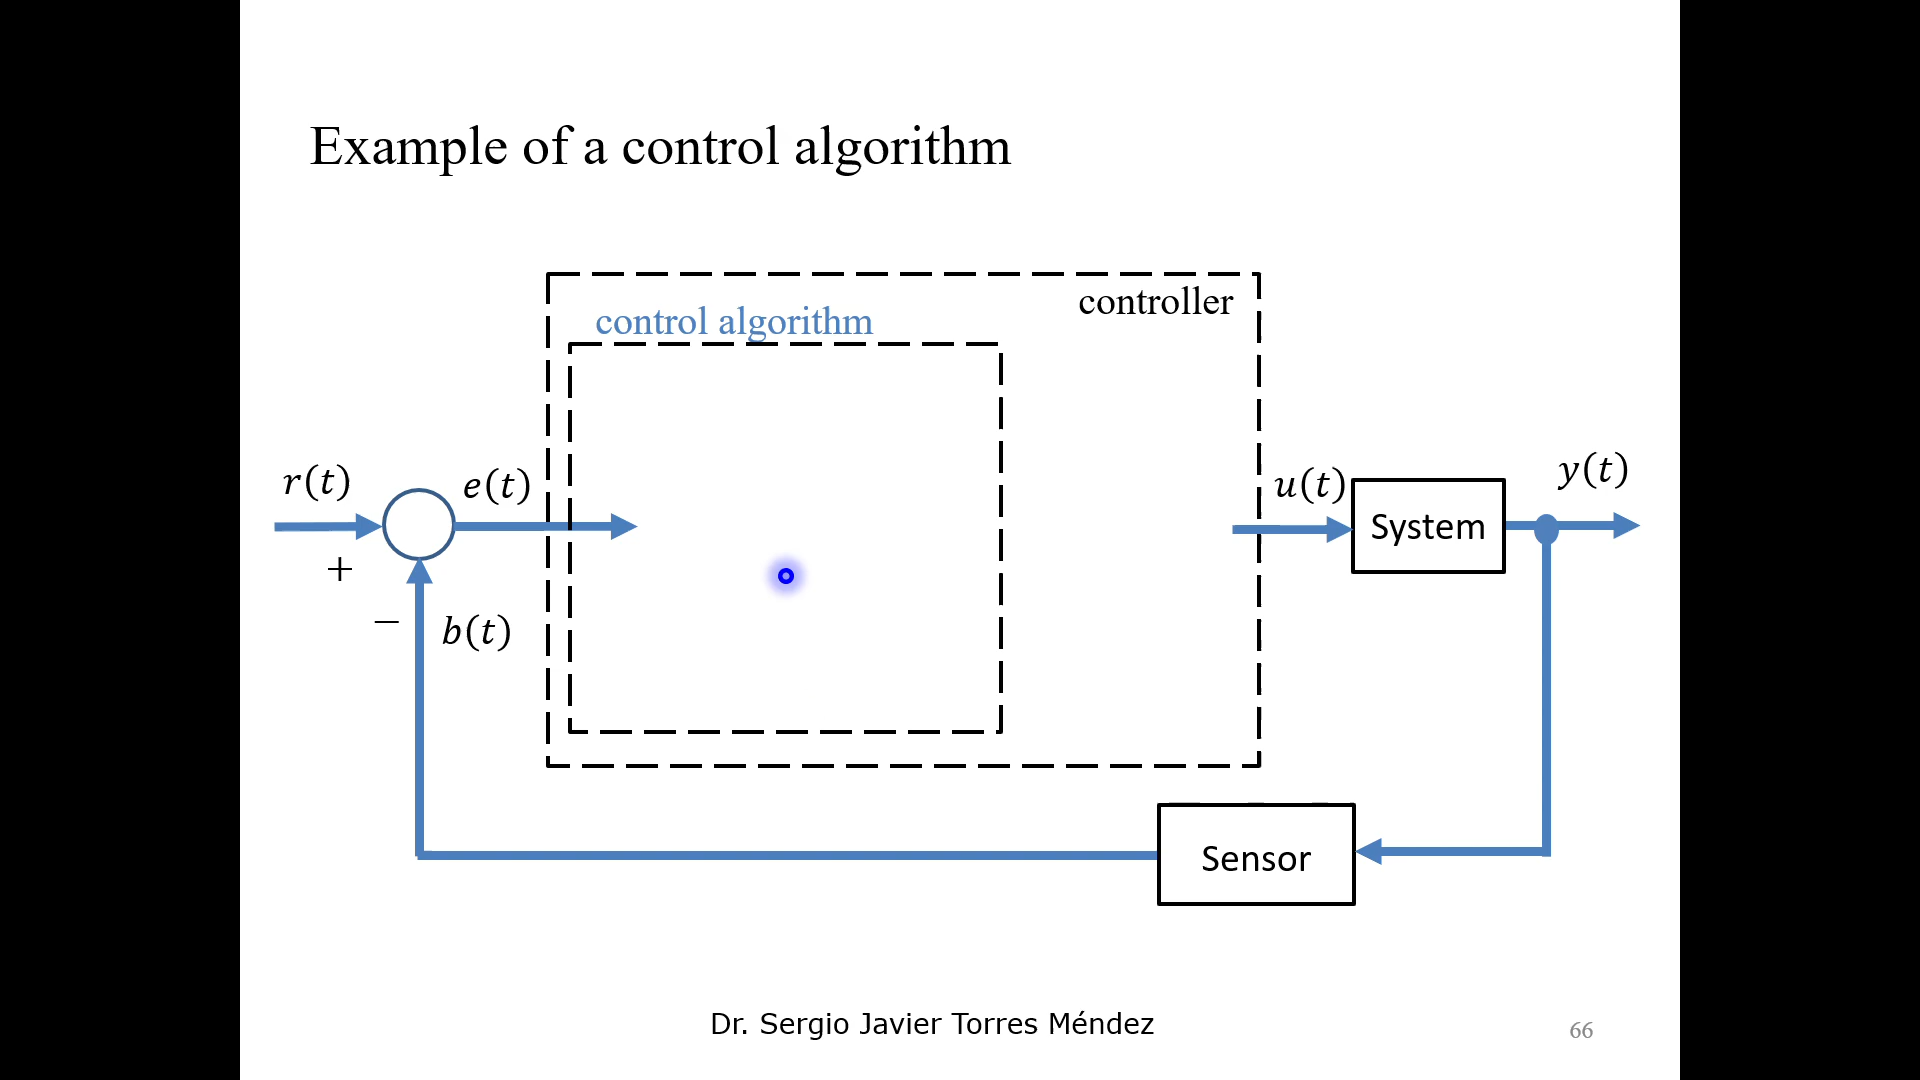 Example of a control algorithm
controller
control algorithm
r(t)
e(t)
u(t)
y(t)
System
+
−
b(t)
Sensor
Dr. Sergio Javier Torres Méndez
66